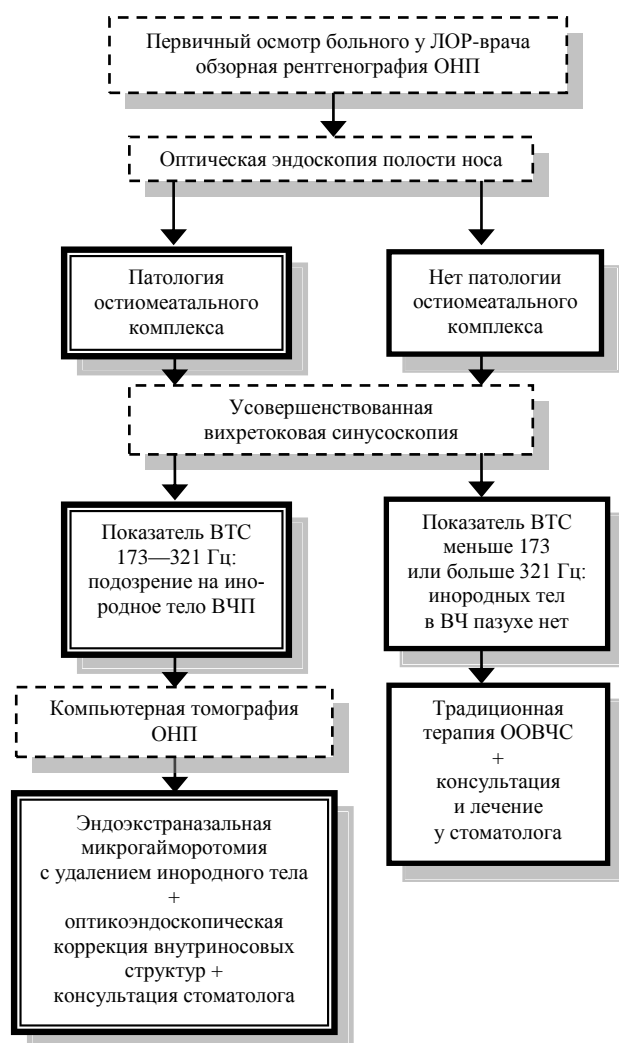 Первичный осмотр больного у ЛОР-врача
обзорная рентгенография ОНП
Оптическая эндоскопия полости носа
Патология
остиомеатального
комплекса
Нет патологии
остиомеатального
комплекса
Усовершенствованная
вихретоковая синусоскопия
Показатель ВТС
173—321 Гц:
подозрение на ино-
родное тело ВЧП
Показатель ВТС
меньше 173
или больше 321 Гц:
инородных тел
в ВЧ пазухе нет
Компьютерная томография
ОНП
Традиционная
терапия ООВЧС
+
консультация
и лечение
у стоматолога
Эндоэкстраназальная
микрогайморотомия
с удалением инородного тела
+
оптикоэндоскопическая
коррекция внутриносовых
структур +
консультация стоматолога